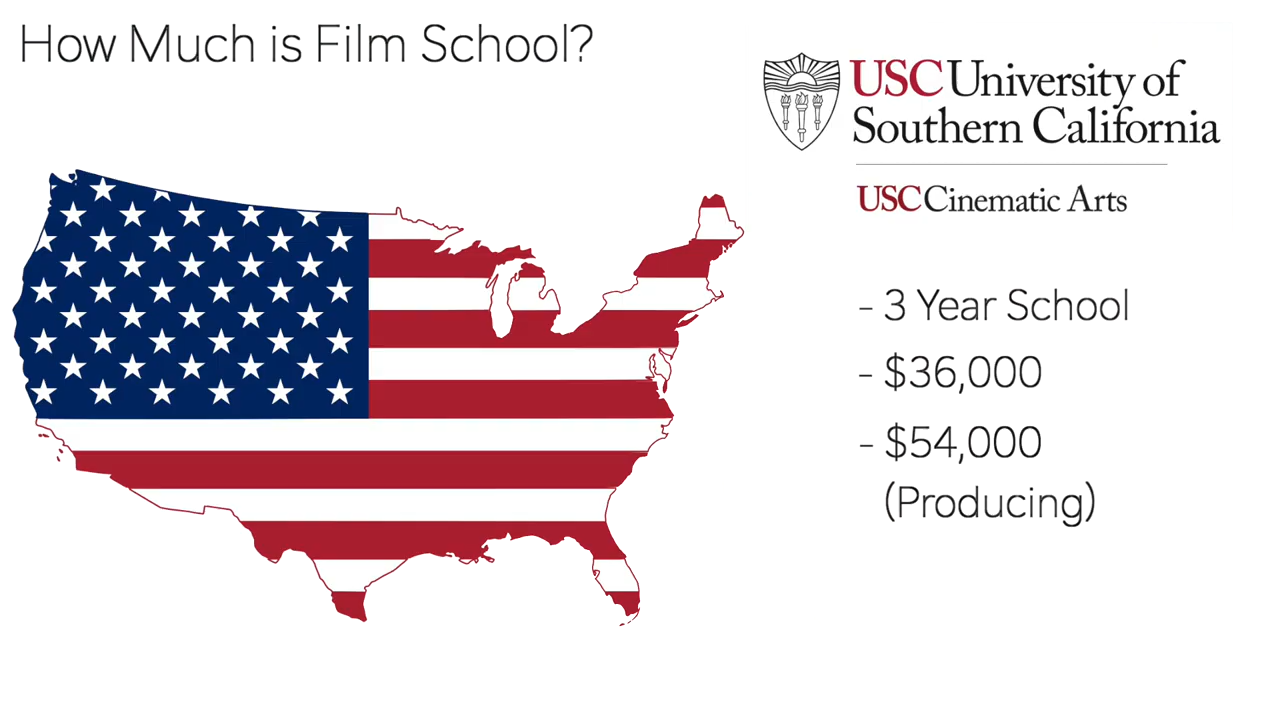 How Much is Film School?
USC University of
Southern California
USC Cinematic Arts
- 3 Year School
- $36,000
- $54,000
(Producing)